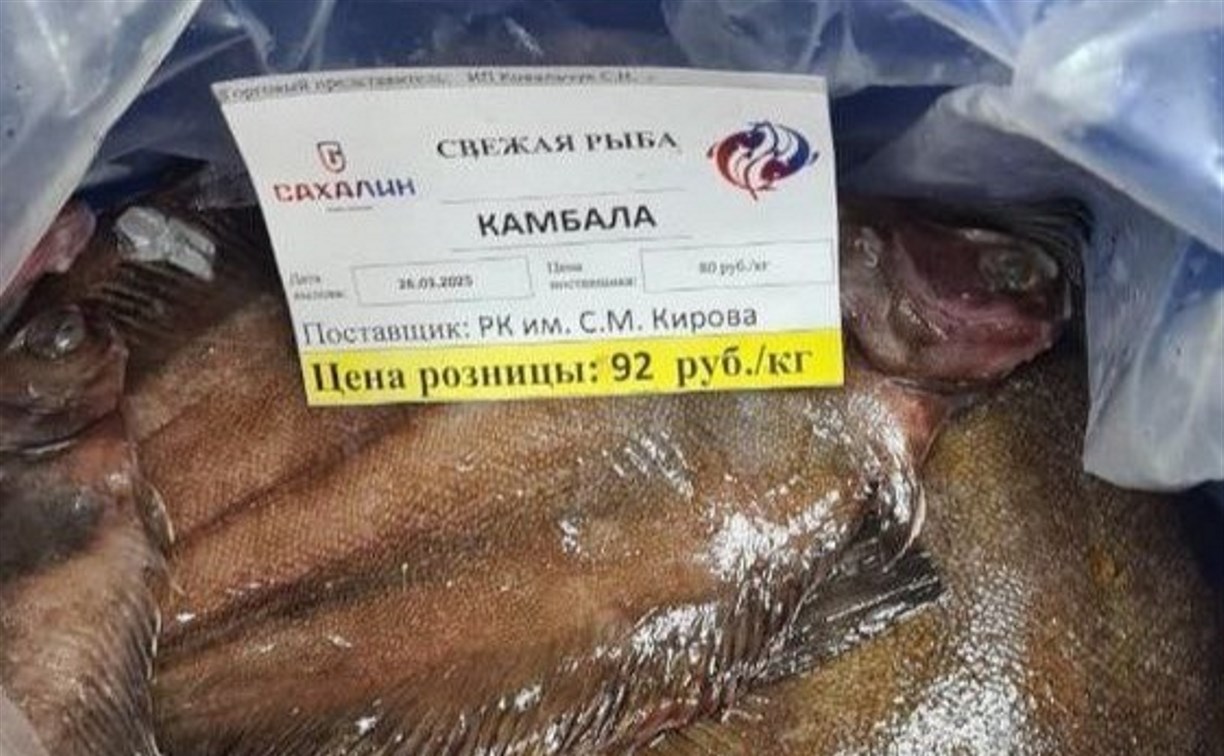 Торговый представитель: ИП Ковальчук С.Н.
САХАЛИН
СВЕЖАЯ РЫБА
КАМБАЛА
Дата вылова: 26.03.2025 Цена поставщика: 80 руб./кг
Поставщик: РК им. С.М. Кирова
Цена розницы: 92 руб./кг